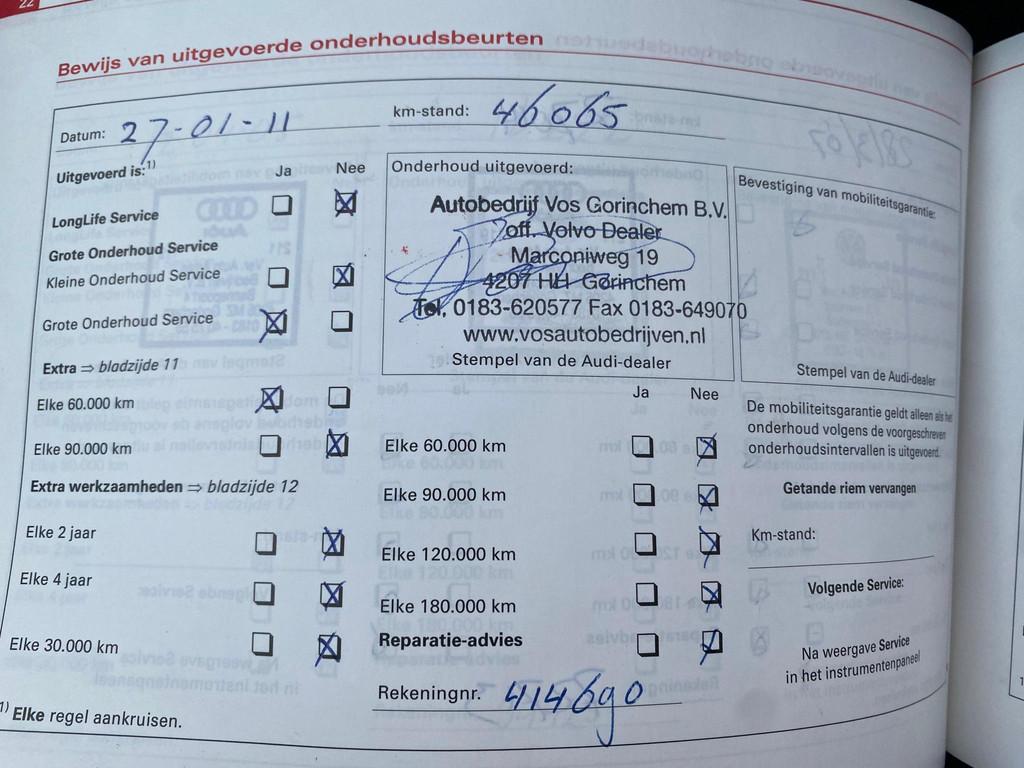 22
Bewijs van uitgevoerde onderhoudsbeurten
Datum: 27-01-11
km-stand: 46065
Uitgevoerd is:1)
Ja Nee
LongLife Service
Grote Onderhoud Service
Kleine Onderhoud Service
Grote Onderhoud Service
Extra ⇒ bladzijde 11
Elke 60.000 km
Elke 90.000 km
Extra werkzaamheden ⇒ bladzijde 12
Elke 2 jaar
Elke 4 jaar
Elke 30.000 km
1) Elke regel aankruisen.
Onderhoud uitgevoerd:
Autobedrijf Vos Gorinchem B.V.
off. Volvo Dealer
Marconiweg 19
4207 HH Gorinchem
Tel. 0183-620577 Fax 0183-649070
www.vosautobedrijven.nl
Stempel van de Audi-dealer
Ja Nee
Elke 60.000 km
Elke 90.000 km
Elke 120.000 km
Elke 180.000 km
Reparatie-advies
Rekeningnr. 414690
Bevestiging van mobiliteitsgarantie:
Stempel van de Audi-dealer
De mobiliteitsgarantie geldt alleen als het
onderhoud volgens de voorgeschreven
onderhoudsintervallen is uitgevoerd.
Getande riem vervangen
Km-stand:
Volgende Service:
Na weergave Service
in het instrumentenpaneel